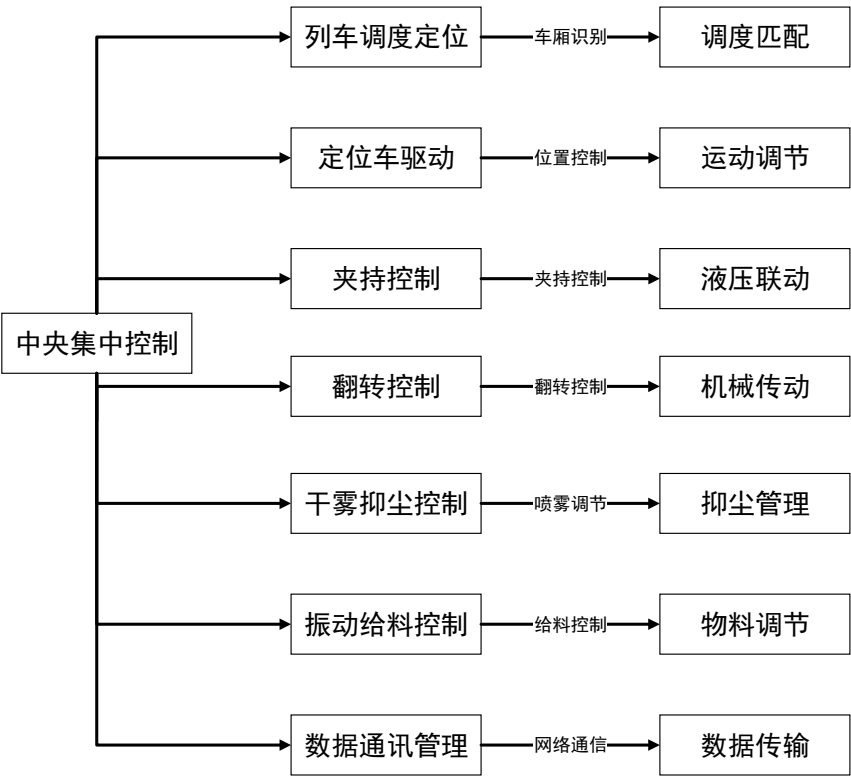 列车调度定位 车厢识别 调度匹配
定位车驱动 位置控制 运动调节
夹持控制 夹持控制 液压联动
中央集中控制
翻转控制 翻转控制 机械传动
干雾抑尘控制 喷雾调节 抑尘管理
振动给料控制 给料控制 物料调节
数据通讯管理 网络通信 数据传输